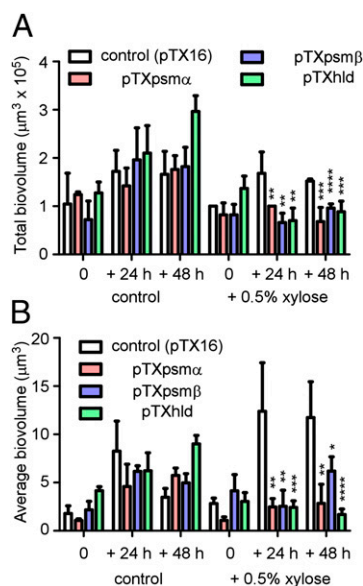 A
control (pTX16)
pTXpsmα
pTXpsmβ
pTXhld
Total biovolume (μm³ x 10⁵)
4
3
2
1
0
** ** ** *** **** ***
0 + 24 h + 48 h 0 + 24 h + 48 h
control + 0.5% xylose
B
control (pTX16)
pTXpsmα
pTXpsmβ
pTXhld
Average biovolume (μm³)
20
15
10
5
0
** ** *** ** * ****
0 + 24 h + 48 h 0 + 24 h + 48 h
control + 0.5% xylose